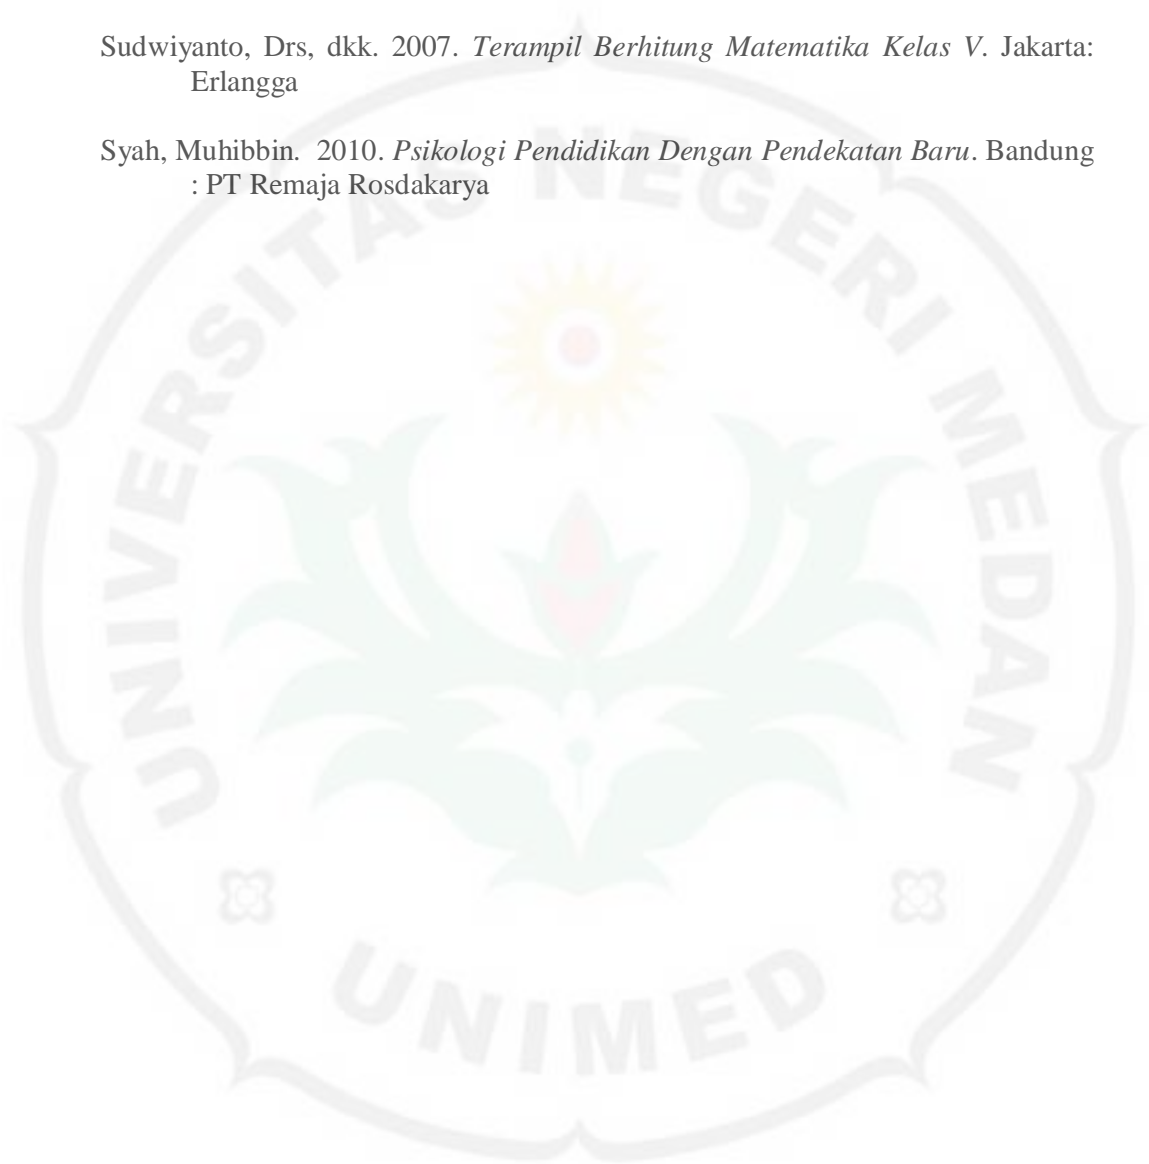 Sudwiyanto, Drs, dkk. 2007. Terampil Berhitung Matematika Kelas V. Jakarta:
Erlangga
Syah, Muhibbin. 2010. Psikologi Pendidikan Dengan Pendekatan Baru. Bandung
: PT Remaja Rosdakarya
UNIVERSITAS NEGERI MEDAN
UNIMED